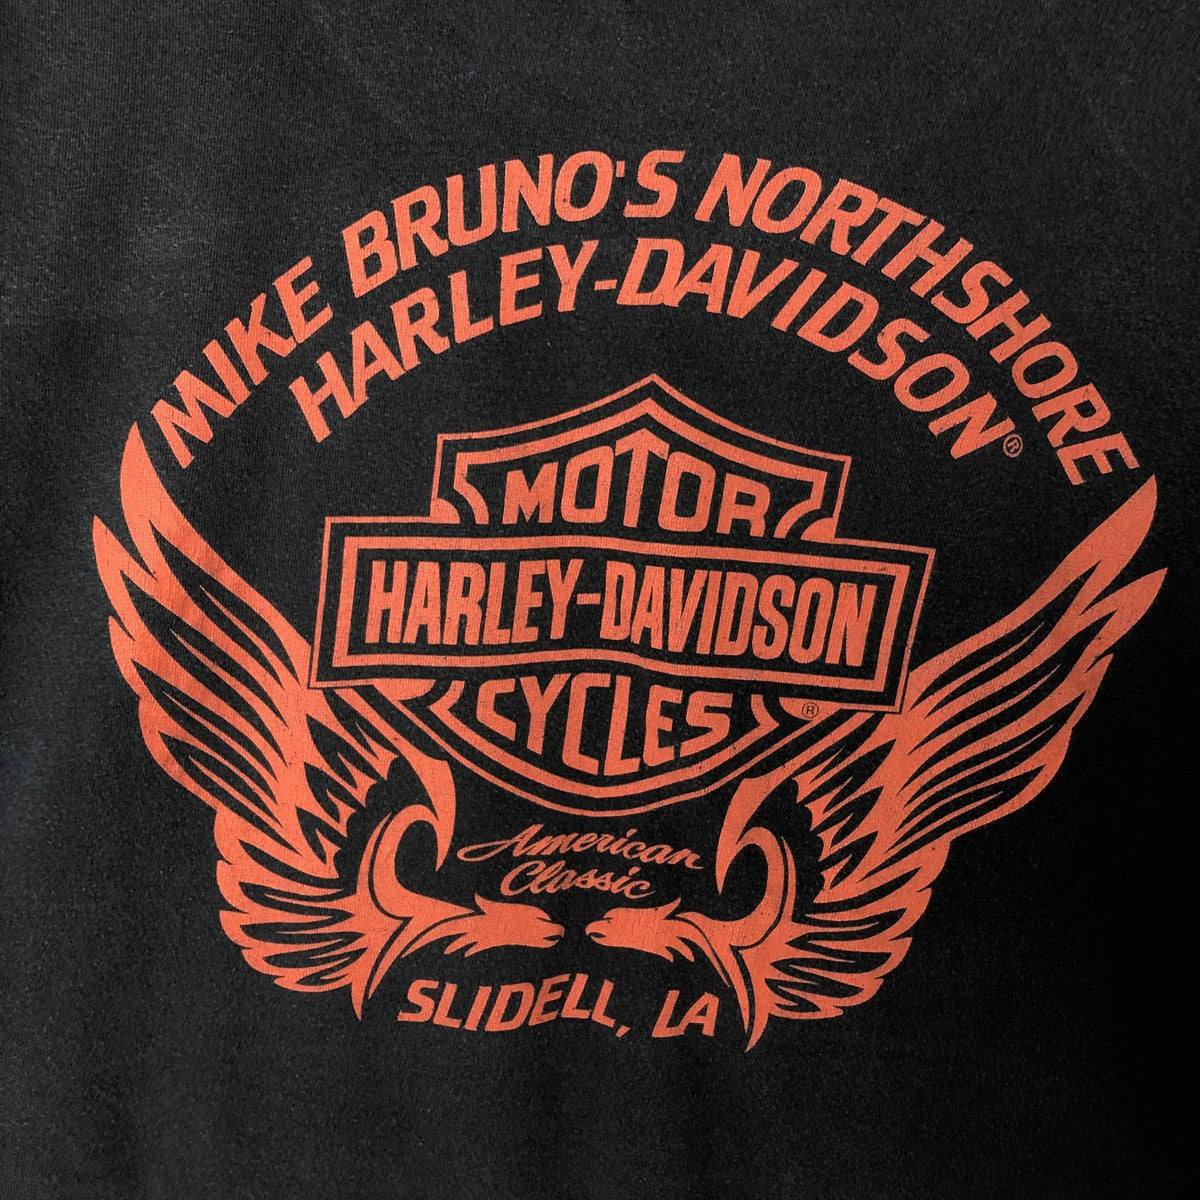 MIKE BRUNO'S NORTHSHORE
HARLEY-DAVIDSON®
MOTOR
HARLEY-DAVIDSON
CYCLES ®
American
Classic
SLIDELL, LA